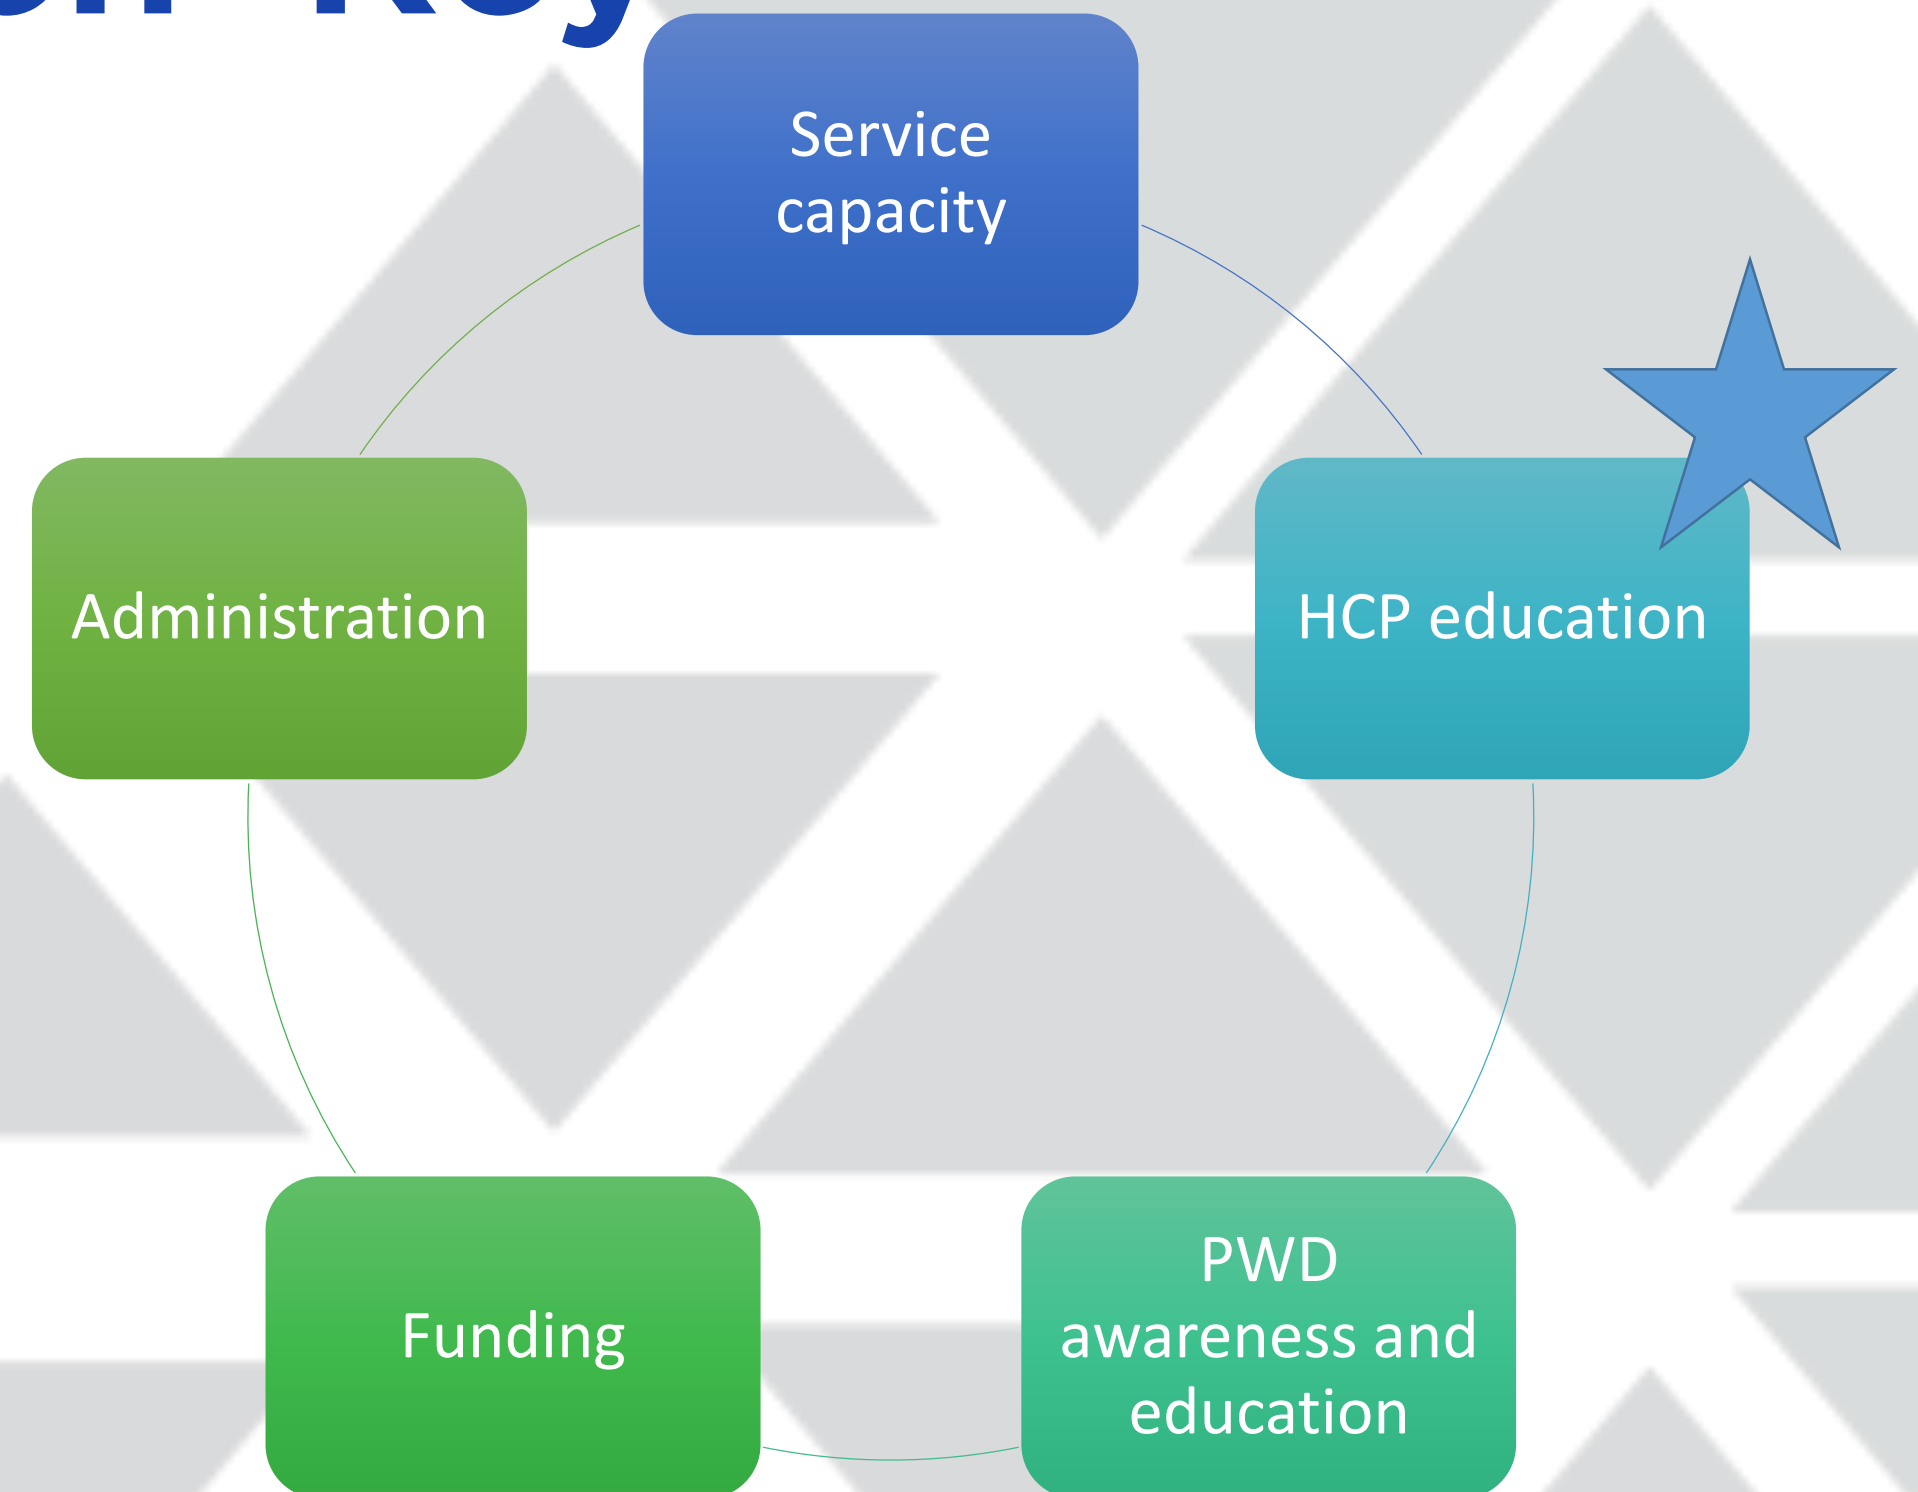 Service
capacity
HCP education
PWD
awareness and
education
Funding
Administration